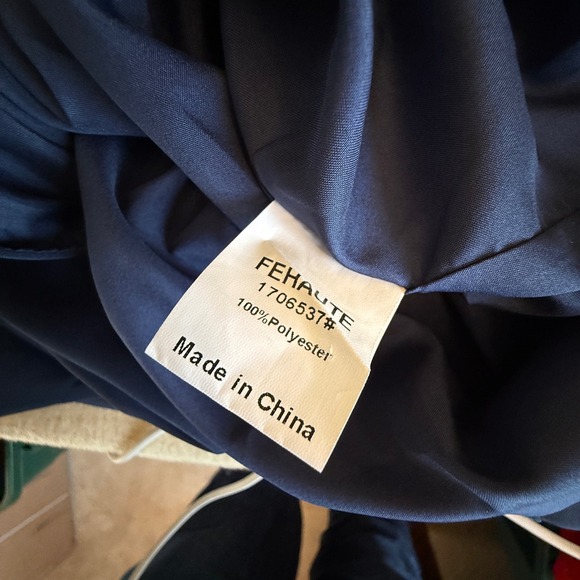 FEHAUTE
1706537#
100%Polyester
Made in China